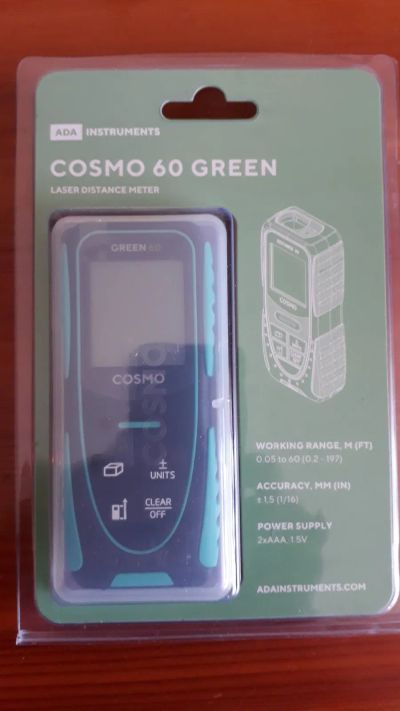 ADA INSTRUMENTS
COSMO 60 GREEN
LASER DISTANCE METER
GREEN 60
COSMO
cosmo
±
UNITS
CLEAR
OFF
COSMO
WORKING RANGE, M (FT)
0.05 to 60 (0.2 - 197)
ACCURACY, MM (IN)
± 1,5 (1/16)
POWER SUPPLY
2xAAA, 1.5V
ADAINSTRUMENTS.COM